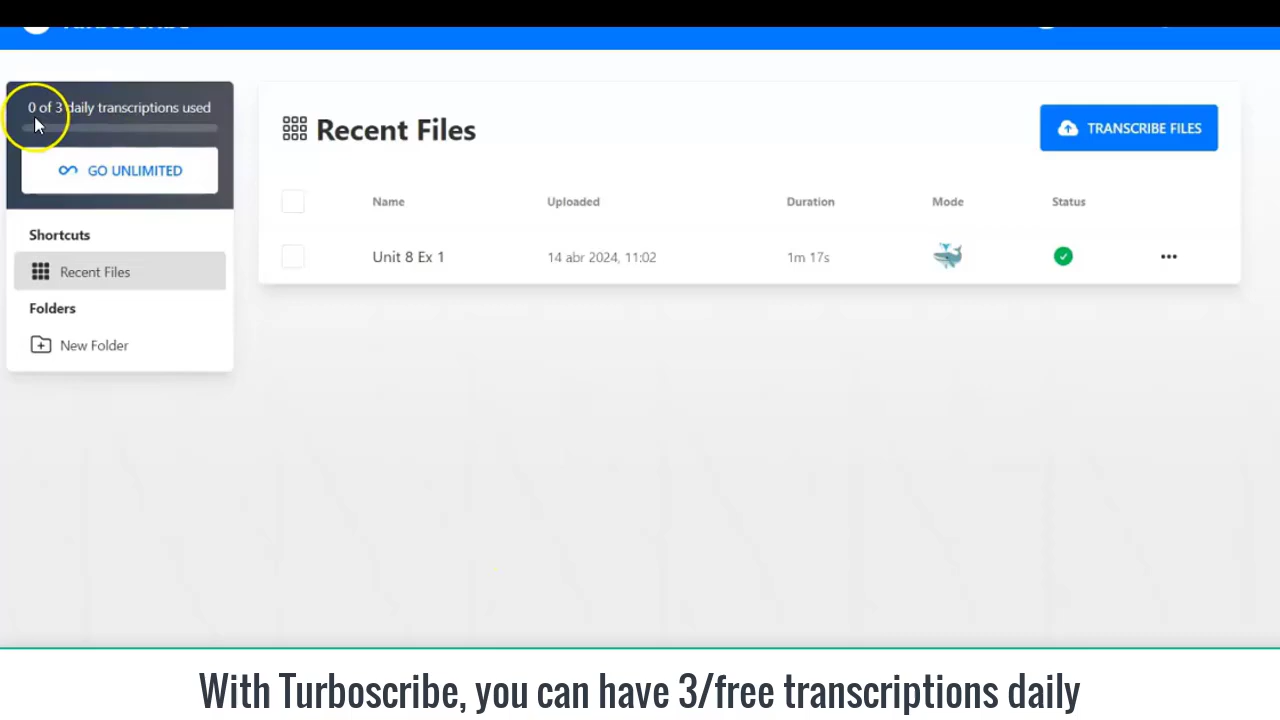 0 of 3 daily transcriptions used
GO UNLIMITED
Shortcuts
Recent Files
Folders
New Folder
Recent Files
TRANSCRIBE FILES
Name Uploaded Duration Mode Status
Unit 8 Ex 1 14 abr 2024, 11:02 1m 17s
With Turboscribe, you can have 3/free transcriptions daily